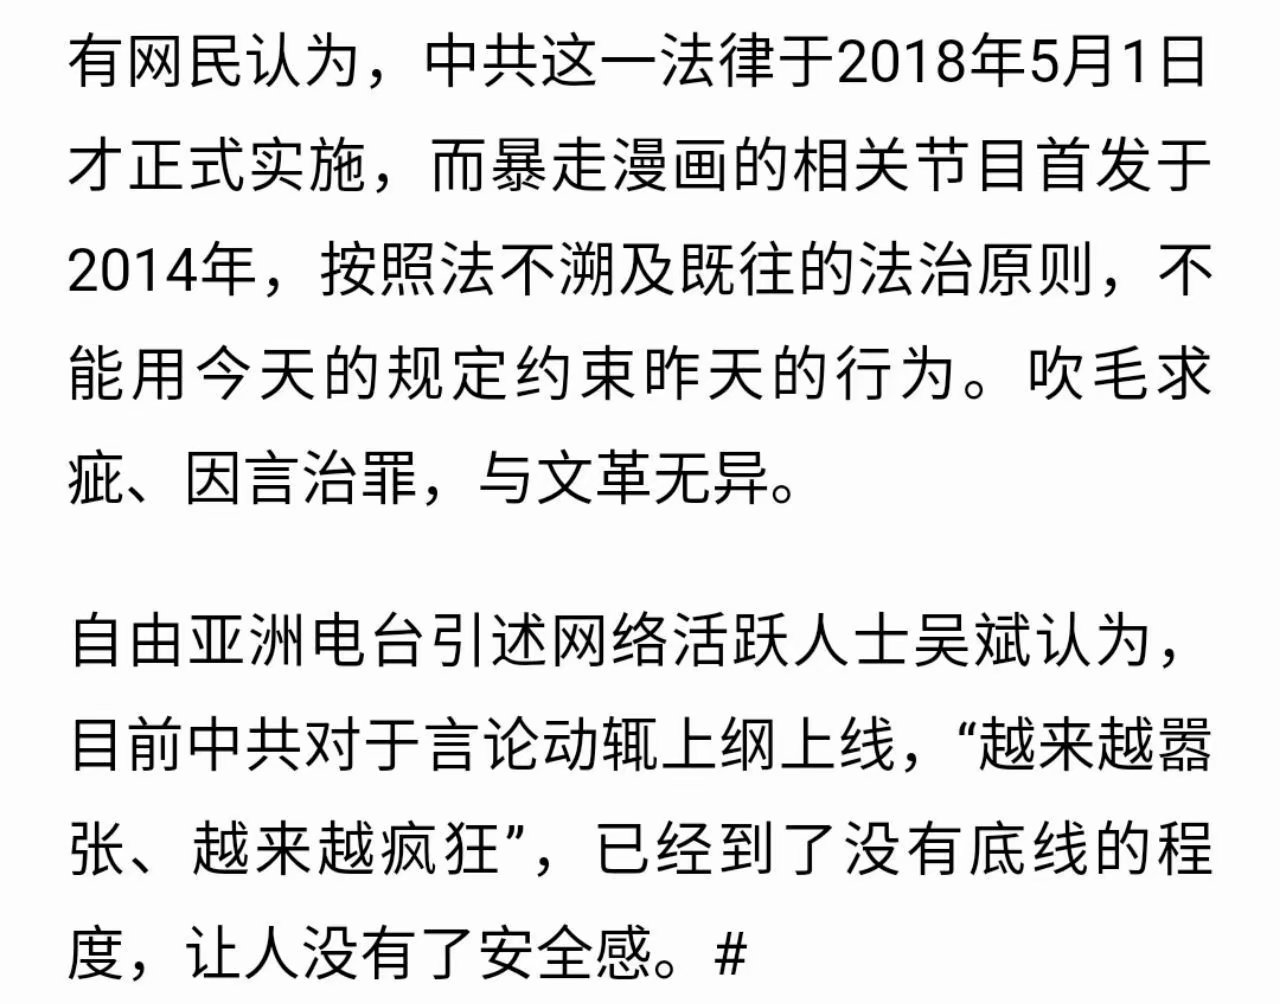 有网民认为，中共这一法律于2018年5月1日
才正式实施，而暴走漫画的相关节目首发于
2014年，按照法不溯及既往的法治原则，不
能用今天的规定约束昨天的行为。吹毛求
疵、因言治罪，与文革无异。
自由亚洲电台引述网络活跃人士吴斌认为，
目前中共对于言论动辄上纲上线，“越来越嚣
张、越来越疯狂”，已经到了没有底线的程
度，让人没有了安全感。#